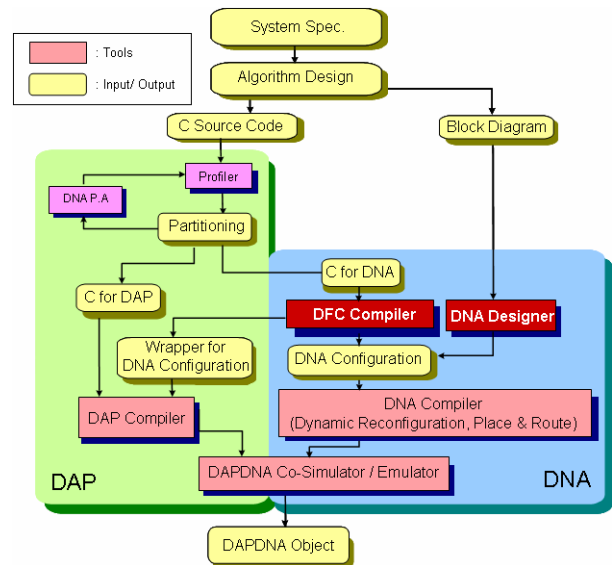 System Spec.
: Tools
: Input/ Output
Algorithm Design
C Source Code
Block Diagram
Profiler
DNA P.A
Partitioning
C for DNA
C for DAP
DFC Compiler
DNA Designer
Wrapper for
DNA Configuration
DNA Configuration
DAP Compiler
DNA Compiler
(Dynamic Reconfiguration, Place & Route)
DAPDNA Co-Simulator / Emulator
DAP
DNA
DAPDNA Object